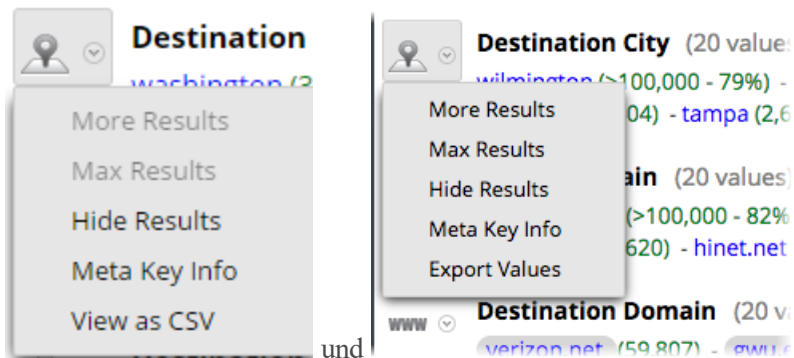 Destination
washington (3
More Results
Max Results
Hide Results
Meta Key Info
View as CSV
und
Destination City (20 value
wilmington (>100,000 - 79%) -
04) - tampa (2,6
More Results
Max Results
Hide Results
Meta Key Info
Export Values
ain (20 values)
(>100,000 - 82%
620) - hinet.net
www
Destination Domain (20 v
verizon.net (59,807) - gwu.e